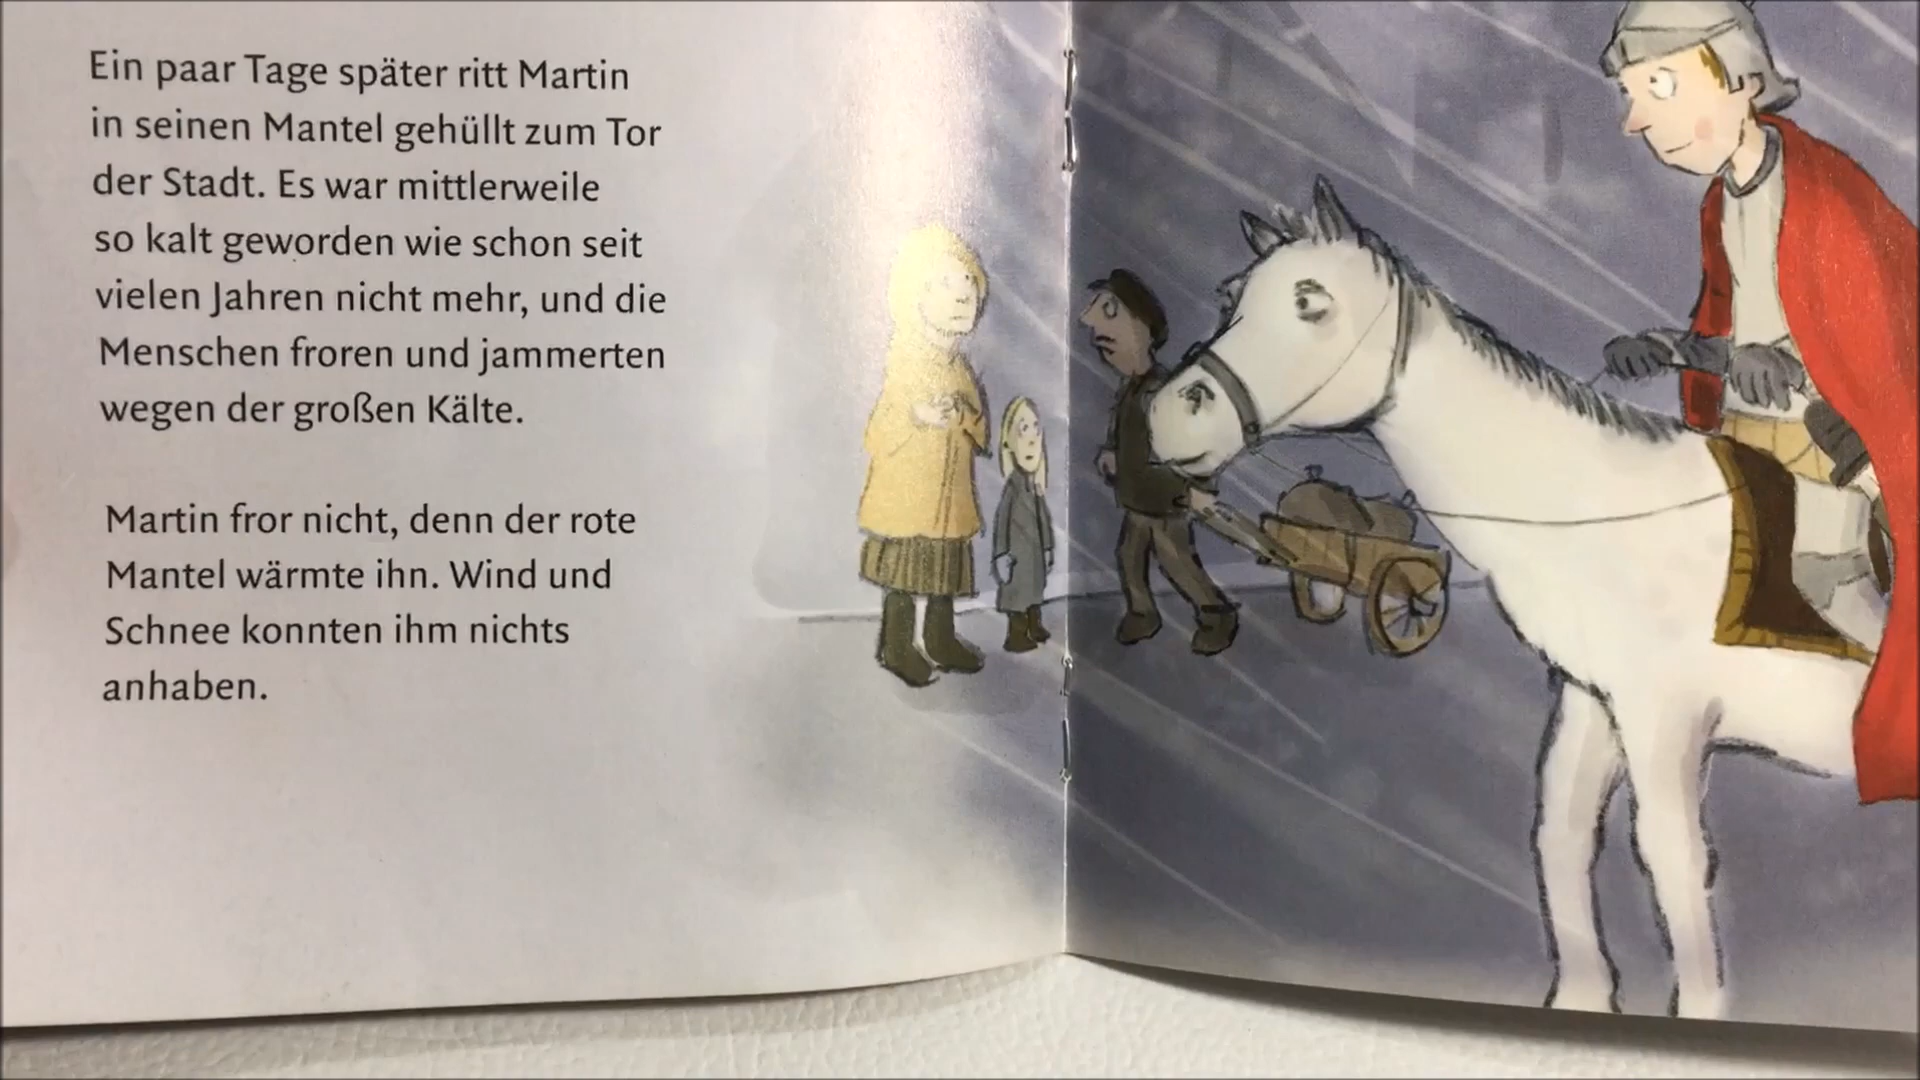 Ein paar Tage später ritt Martin
in seinen Mantel gehüllt zum Tor
der Stadt. Es war mittlerweile
so kalt geworden wie schon seit
vielen Jahren nicht mehr, und die
Menschen froren und jammerten
wegen der großen Kälte.
Martin fror nicht, denn der rote
Mantel wärmte ihn. Wind und
Schnee konnten ihm nichts
anhaben.